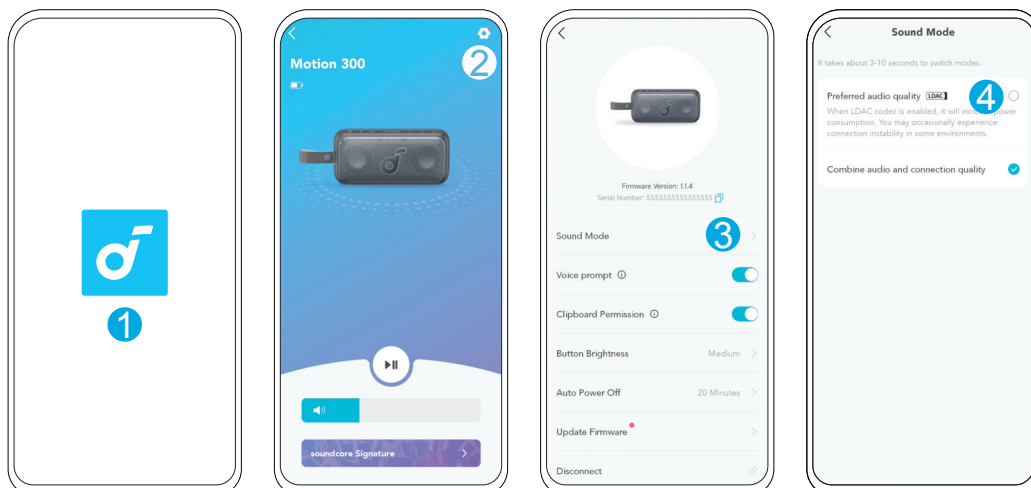 1
2
Motion 300
soundcore Signature
Firmware Version: 1.1.4
Serial Number: 3333333333333333
Sound Mode
3
Voice prompt
Clipboard Permission
Button Brightness Medium
Auto Power Off 20 Minutes
Update Firmware
Disconnect
Sound Mode
It takes about 3-10 seconds to switch modes.
Preferred audio quality LDAC
4
When LDAC codec is enabled, it will increase power
consumption. You may occasionally experience
connection instability in some environments.
Combine audio and connection quality